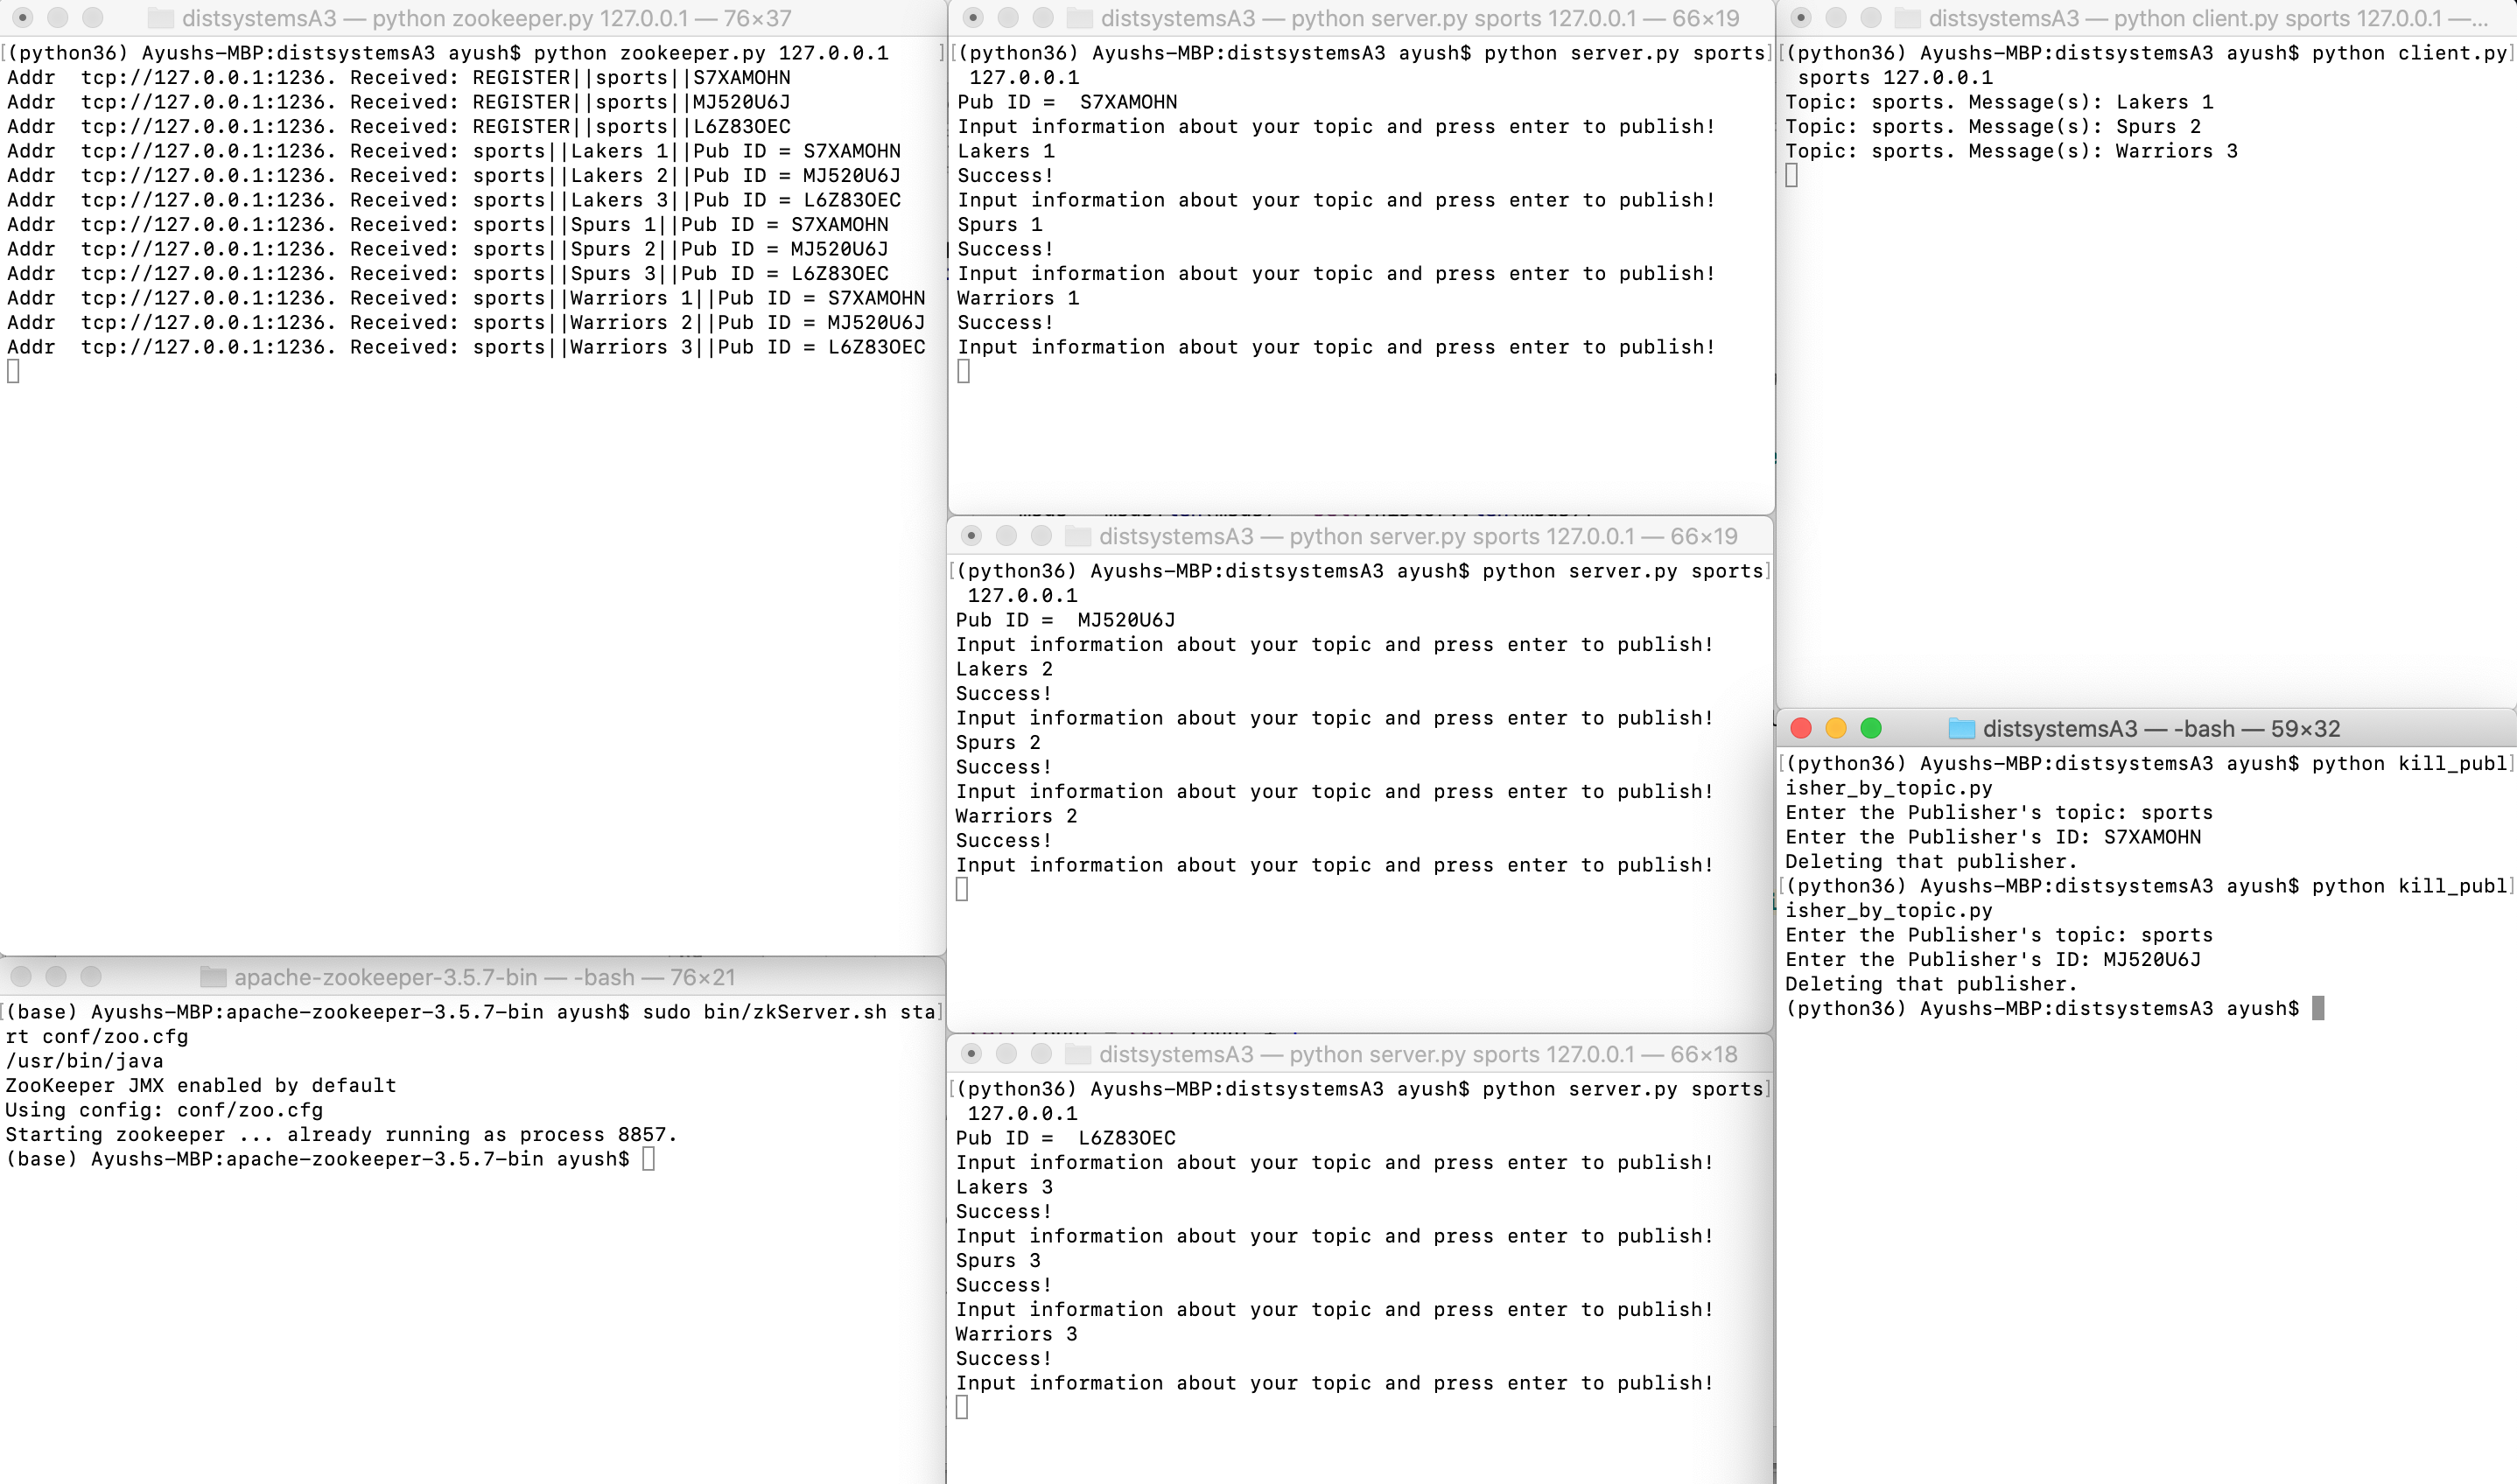 distsystemsA3 — python zookeeper.py 127.0.0.1 — 76×37
(python36) Ayushs-MBP:distsystemsA3 ayush$ python zookeeper.py 127.0.0.1
Addr  tcp://127.0.0.1:1236. Received: REGISTER||sports||S7XAMOHN
Addr  tcp://127.0.0.1:1236. Received: REGISTER||sports||MJ520U6J
Addr  tcp://127.0.0.1:1236. Received: REGISTER||sports||L6Z83OEC
Addr  tcp://127.0.0.1:1236. Received: sports||Lakers 1||Pub ID = S7XAMOHN
Addr  tcp://127.0.0.1:1236. Received: sports||Lakers 2||Pub ID = MJ520U6J
Addr  tcp://127.0.0.1:1236. Received: sports||Lakers 3||Pub ID = L6Z83OEC
Addr  tcp://127.0.0.1:1236. Received: sports||Spurs 1||Pub ID = S7XAMOHN
Addr  tcp://127.0.0.1:1236. Received: sports||Spurs 2||Pub ID = MJ520U6J
Addr  tcp://127.0.0.1:1236. Received: sports||Spurs 3||Pub ID = L6Z83OEC
Addr  tcp://127.0.0.1:1236. Received: sports||Warriors 1||Pub ID = S7XAMOHN
Addr  tcp://127.0.0.1:1236. Received: sports||Warriors 2||Pub ID = MJ520U6J
Addr  tcp://127.0.0.1:1236. Received: sports||Warriors 3||Pub ID = L6Z83OEC
apache-zookeeper-3.5.7-bin — -bash — 76×21
(base) Ayushs-MBP:apache-zookeeper-3.5.7-bin ayush$ sudo bin/zkServer.sh sta
rt conf/zoo.cfg
/usr/bin/java
ZooKeeper JMX enabled by default
Using config: conf/zoo.cfg
Starting zookeeper ... already running as process 8857.
(base) Ayushs-MBP:apache-zookeeper-3.5.7-bin ayush$
distsystemsA3 — python server.py sports 127.0.0.1 — 66×19
(python36) Ayushs-MBP:distsystemsA3 ayush$ python server.py sports
127.0.0.1
Pub ID =  S7XAMOHN
Input information about your topic and press enter to publish!
Lakers 1
Success!
Input information about your topic and press enter to publish!
Spurs 1
Success!
Input information about your topic and press enter to publish!
Warriors 1
Success!
Input information about your topic and press enter to publish!
distsystemsA3 — python server.py sports 127.0.0.1 — 66×19
(python36) Ayushs-MBP:distsystemsA3 ayush$ python server.py sports
127.0.0.1
Pub ID =  MJ520U6J
Input information about your topic and press enter to publish!
Lakers 2
Success!
Input information about your topic and press enter to publish!
Spurs 2
Success!
Input information about your topic and press enter to publish!
Warriors 2
Success!
Input information about your topic and press enter to publish!
distsystemsA3 — python server.py sports 127.0.0.1 — 66×18
(python36) Ayushs-MBP:distsystemsA3 ayush$ python server.py sports
127.0.0.1
Pub ID =  L6Z83OEC
Input information about your topic and press enter to publish!
Lakers 3
Success!
Input information about your topic and press enter to publish!
Spurs 3
Success!
Input information about your topic and press enter to publish!
Warriors 3
Success!
Input information about your topic and press enter to publish!
distsystemsA3 — python client.py sports 127.0.0.1 —...
(python36) Ayushs-MBP:distsystemsA3 ayush$ python client.py
sports 127.0.0.1
Topic: sports. Message(s): Lakers 1
Topic: sports. Message(s): Spurs 2
Topic: sports. Message(s): Warriors 3
distsystemsA3 — -bash — 59×32
(python36) Ayushs-MBP:distsystemsA3 ayush$ python kill_publ
isher_by_topic.py
Enter the Publisher's topic: sports
Enter the Publisher's ID: S7XAMOHN
Deleting that publisher.
(python36) Ayushs-MBP:distsystemsA3 ayush$ python kill_publ
isher_by_topic.py
Enter the Publisher's topic: sports
Enter the Publisher's ID: MJ520U6J
Deleting that publisher.
(python36) Ayushs-MBP:distsystemsA3 ayush$